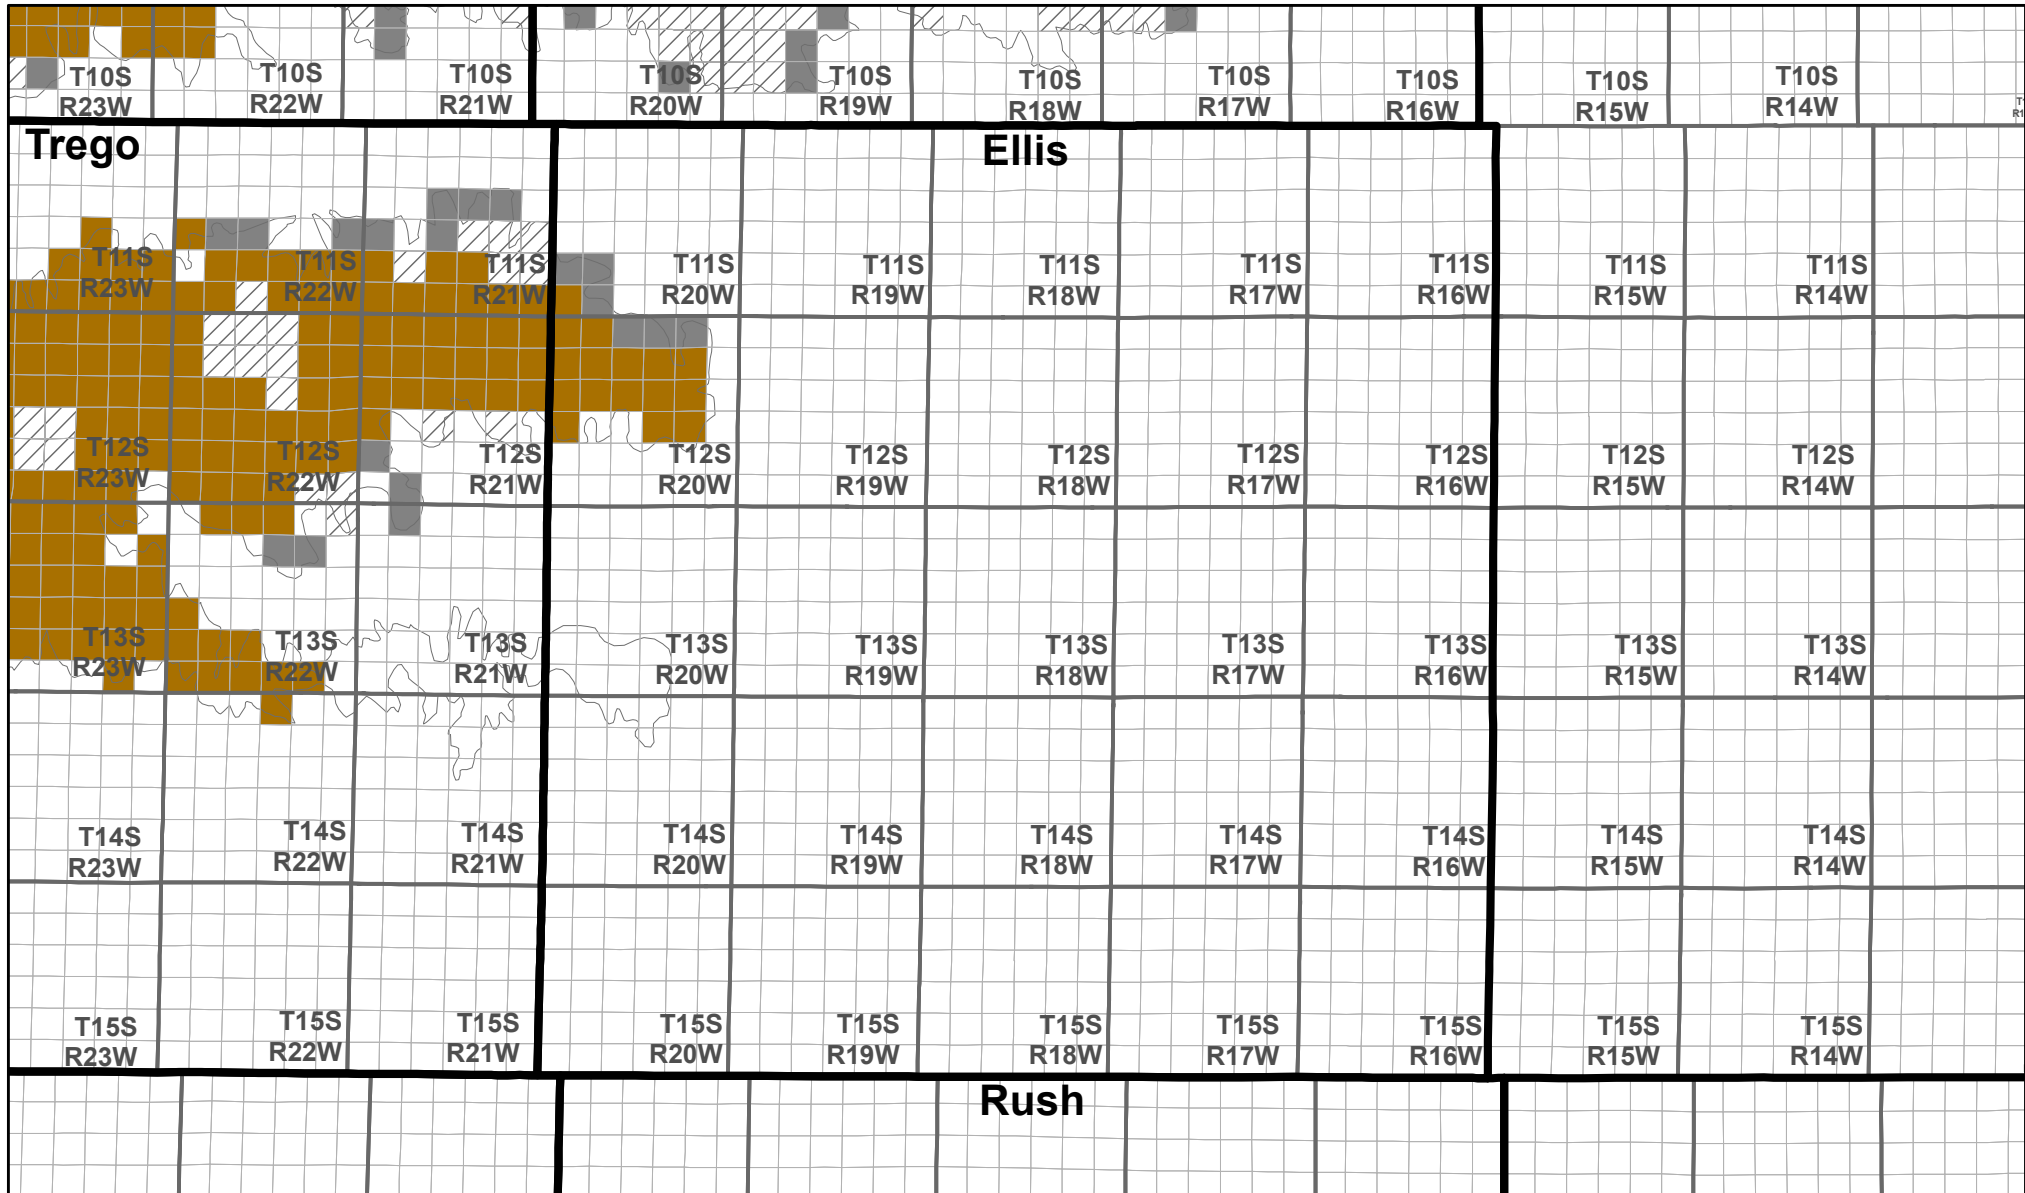 T10S T10S T10S T10S T10S T10S T10S T10S T10S T10S
R23W R22W R21W R20W R19W R18W R17W R16W R15W R14W
Trego Ellis
T11S T11S T11S T11S T11S T11S T11S T11S T11S T11S
R23W R22W R21W R20W R19W R18W R17W R16W R15W R14W
T12S T12S T12S T12S T12S T12S T12S T12S T12S T12S
R23W R22W R21W R20W R19W R18W R17W R16W R15W R14W
T13S T13S T13S T13S T13S T13S T13S T13S T13S T13S
R23W R22W R21W R20W R19W R18W R17W R16W R15W R14W
T14S T14S T14S T14S T14S T14S T14S T14S T14S T14S
R23W R22W R21W R20W R19W R18W R17W R16W R15W R14W
T15S T15S T15S T15S T15S T15S T15S T15S T15S T15S
R23W R22W R21W R20W R19W R18W R17W R16W R15W R14W
Rush